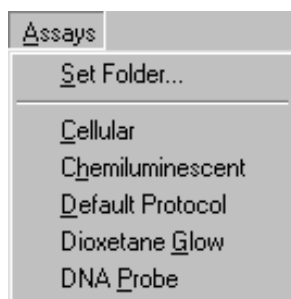 Assays
Set Folder...
Cellular
Chemiluminescent
Default Protocol
Dioxetane Glow
DNA Probe